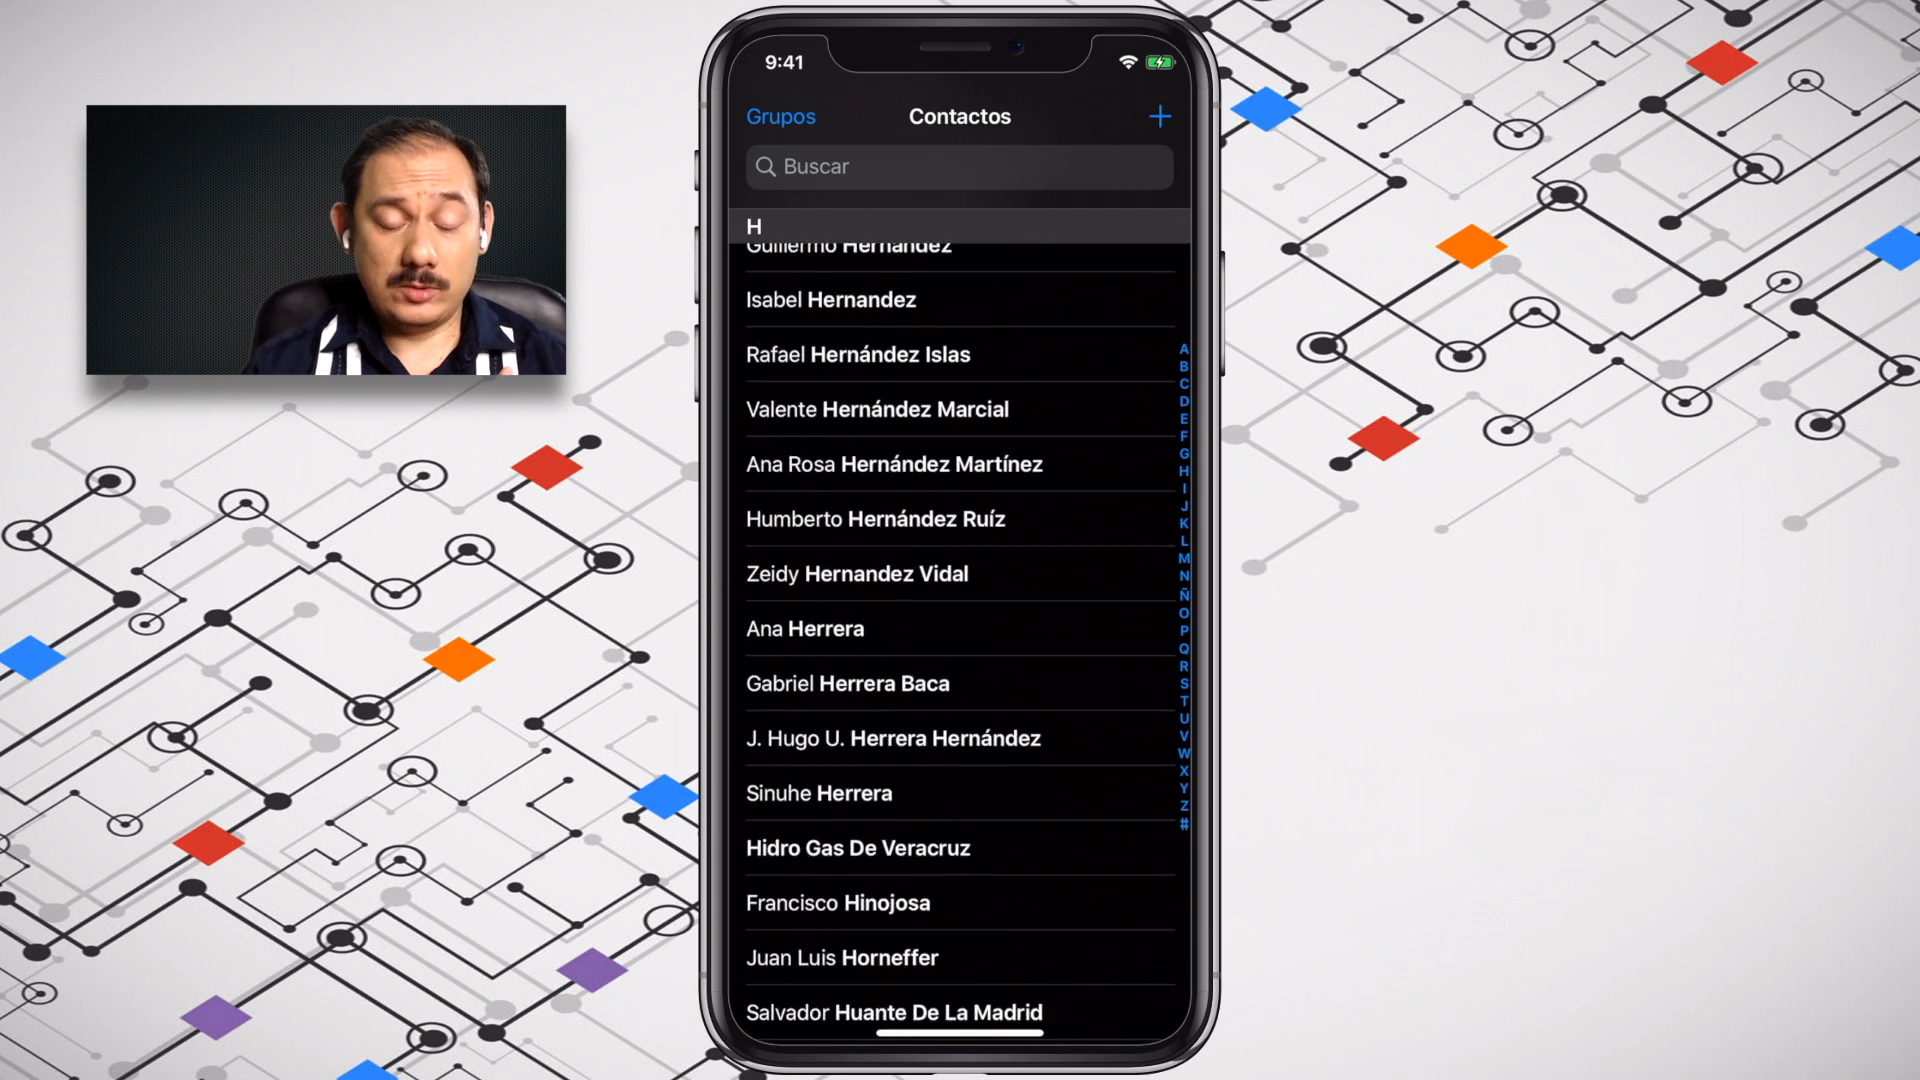 9:41
Grupos
Contactos
Buscar
H
Guillermo Hernandez
Isabel Hernandez
Rafael Hernández Islas
Valente Hernández Marcial
Ana Rosa Hernández Martínez
Humberto Hernández Ruíz
Zeidy Hernandez Vidal
Ana Herrera
Gabriel Herrera Baca
J. Hugo U. Herrera Hernández
Sinuhe Herrera
Hidro Gas De Veracruz
Francisco Hinojosa
Juan Luis Horneffer
Salvador Huante De La Madrid
A
B
C
D
E
F
G
H
I
J
K
L
M
N
Ñ
O
P
Q
R
S
T
U
V
W
X
Y
Z
#